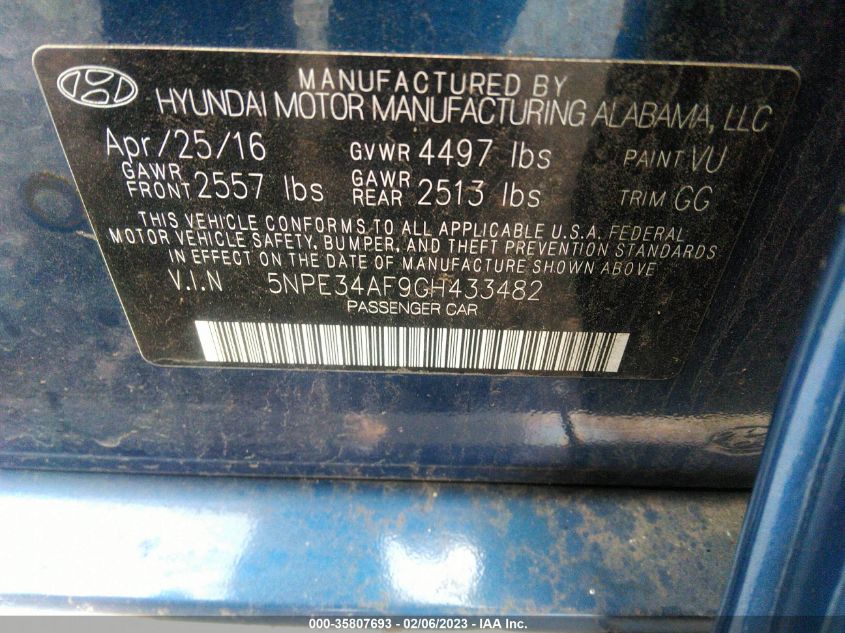 MANUFACTURED BY
HYUNDAI MOTOR MANUFACTURING ALABAMA, LLC
Apr/25/16 GVWR 4497 lbs PAINT VU
GAWR FRONT 2557 lbs GAWR REAR 2513 lbs TRIM GG
THIS VEHICLE CONFORMS TO ALL APPLICABLE U.S.A. FEDERAL
MOTOR VEHICLE SAFETY, BUMPER, AND THEFT PREVENTION STANDARDS
IN EFFECT ON THE DATE OF MANUFACTURE SHOWN ABOVE
V.I.N 5NPE34AF9GH433482
PASSENGER CAR
000-35807693 - 02/06/2023 - IAA Inc.